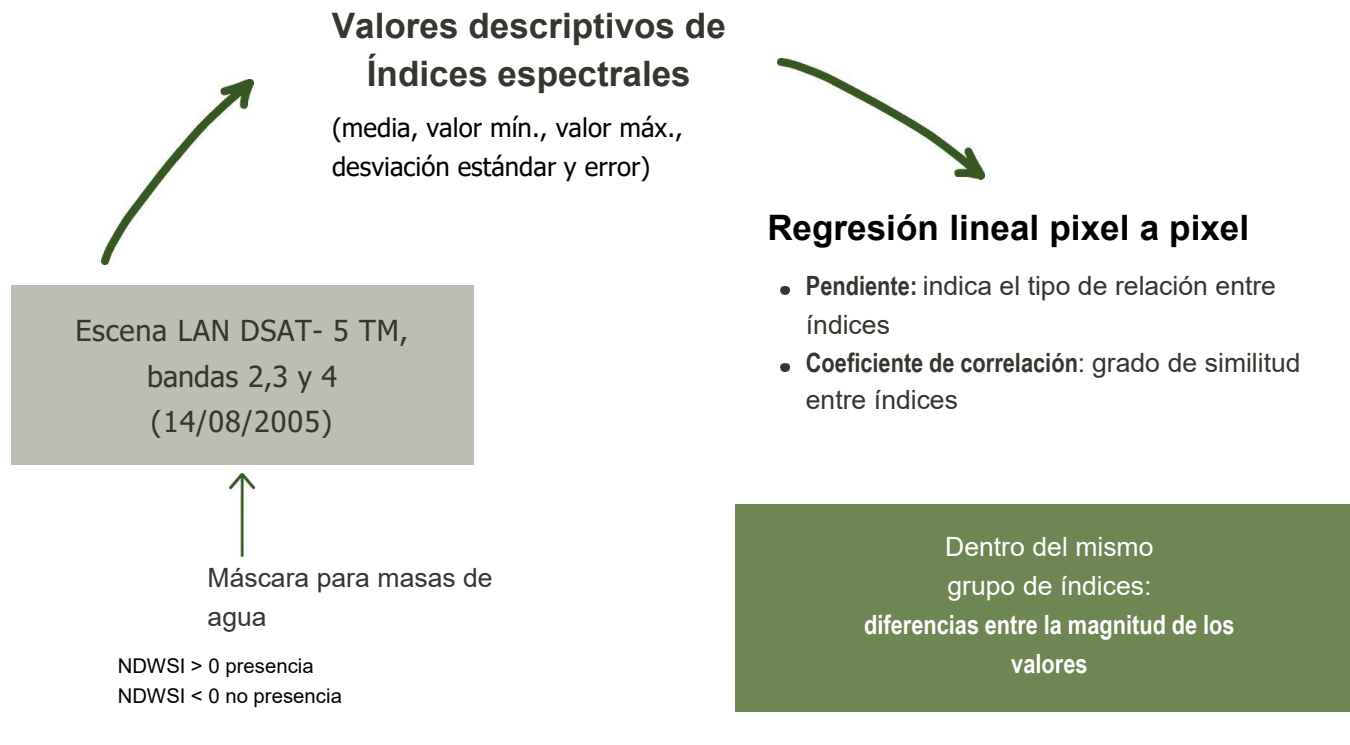 Valores descriptivos de
Índices espectrales
(media, valor mín., valor máx.,
desviación estándar y error)
Regresión lineal pixel a pixel
• Pendiente: indica el tipo de relación entre
índices
• Coeficiente de correlación: grado de similitud
entre índices
Escena LAN DSAT- 5 TM,
bandas 2,3 y 4
(14/08/2005)
Máscara para masas de
agua
NDWSI > 0 presencia
NDWSI < 0 no presencia
Dentro del mismo
grupo de índices:
diferencias entre la magnitud de los
valores